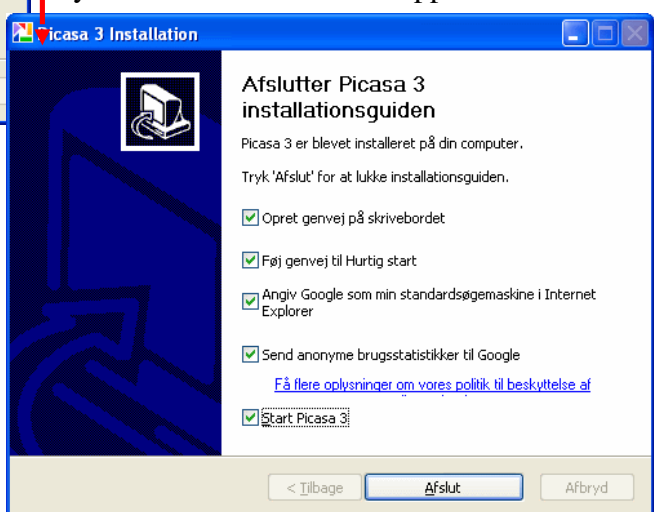 Picasa 3 Installation
Afslutter Picasa 3
installationsguiden
Picasa 3 er blevet installeret på din computer.
Tryk 'Afslut' for at lukke installationsguiden.
Opret genvej på skrivebordet
Føj genvej til Hurtig start
Angiv Google som min standardsøgemaskine i Internet
Explorer
Send anonyme brugsstatistikker til Google
Få flere oplysninger om vores politik til beskyttelse af
Start Picasa 3
< Tilbage
Afslut
Afbryd